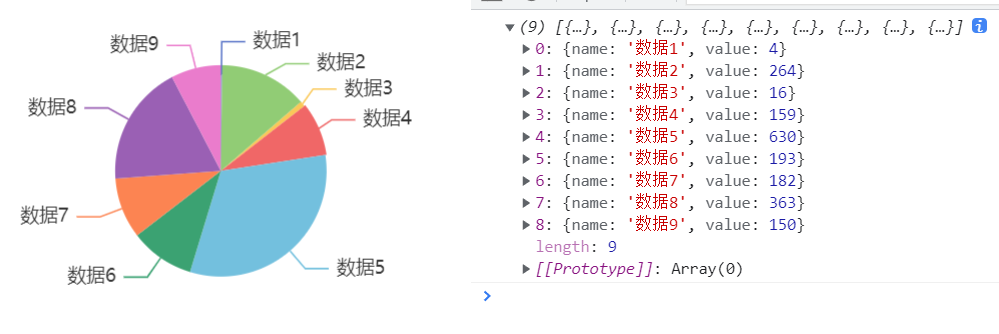 数据1
数据2
数据3
数据4
数据5
数据6
数据7
数据8
数据9
(9) [{…}, {…}, {…}, {…}, {…}, {…}, {…}, {…}, {…}]
0: {name: '数据1', value: 4}
1: {name: '数据2', value: 264}
2: {name: '数据3', value: 16}
3: {name: '数据4', value: 159}
4: {name: '数据5', value: 630}
5: {name: '数据6', value: 193}
6: {name: '数据7', value: 182}
7: {name: '数据8', value: 363}
8: {name: '数据9', value: 150}
length: 9
[[Prototype]]: Array(0)